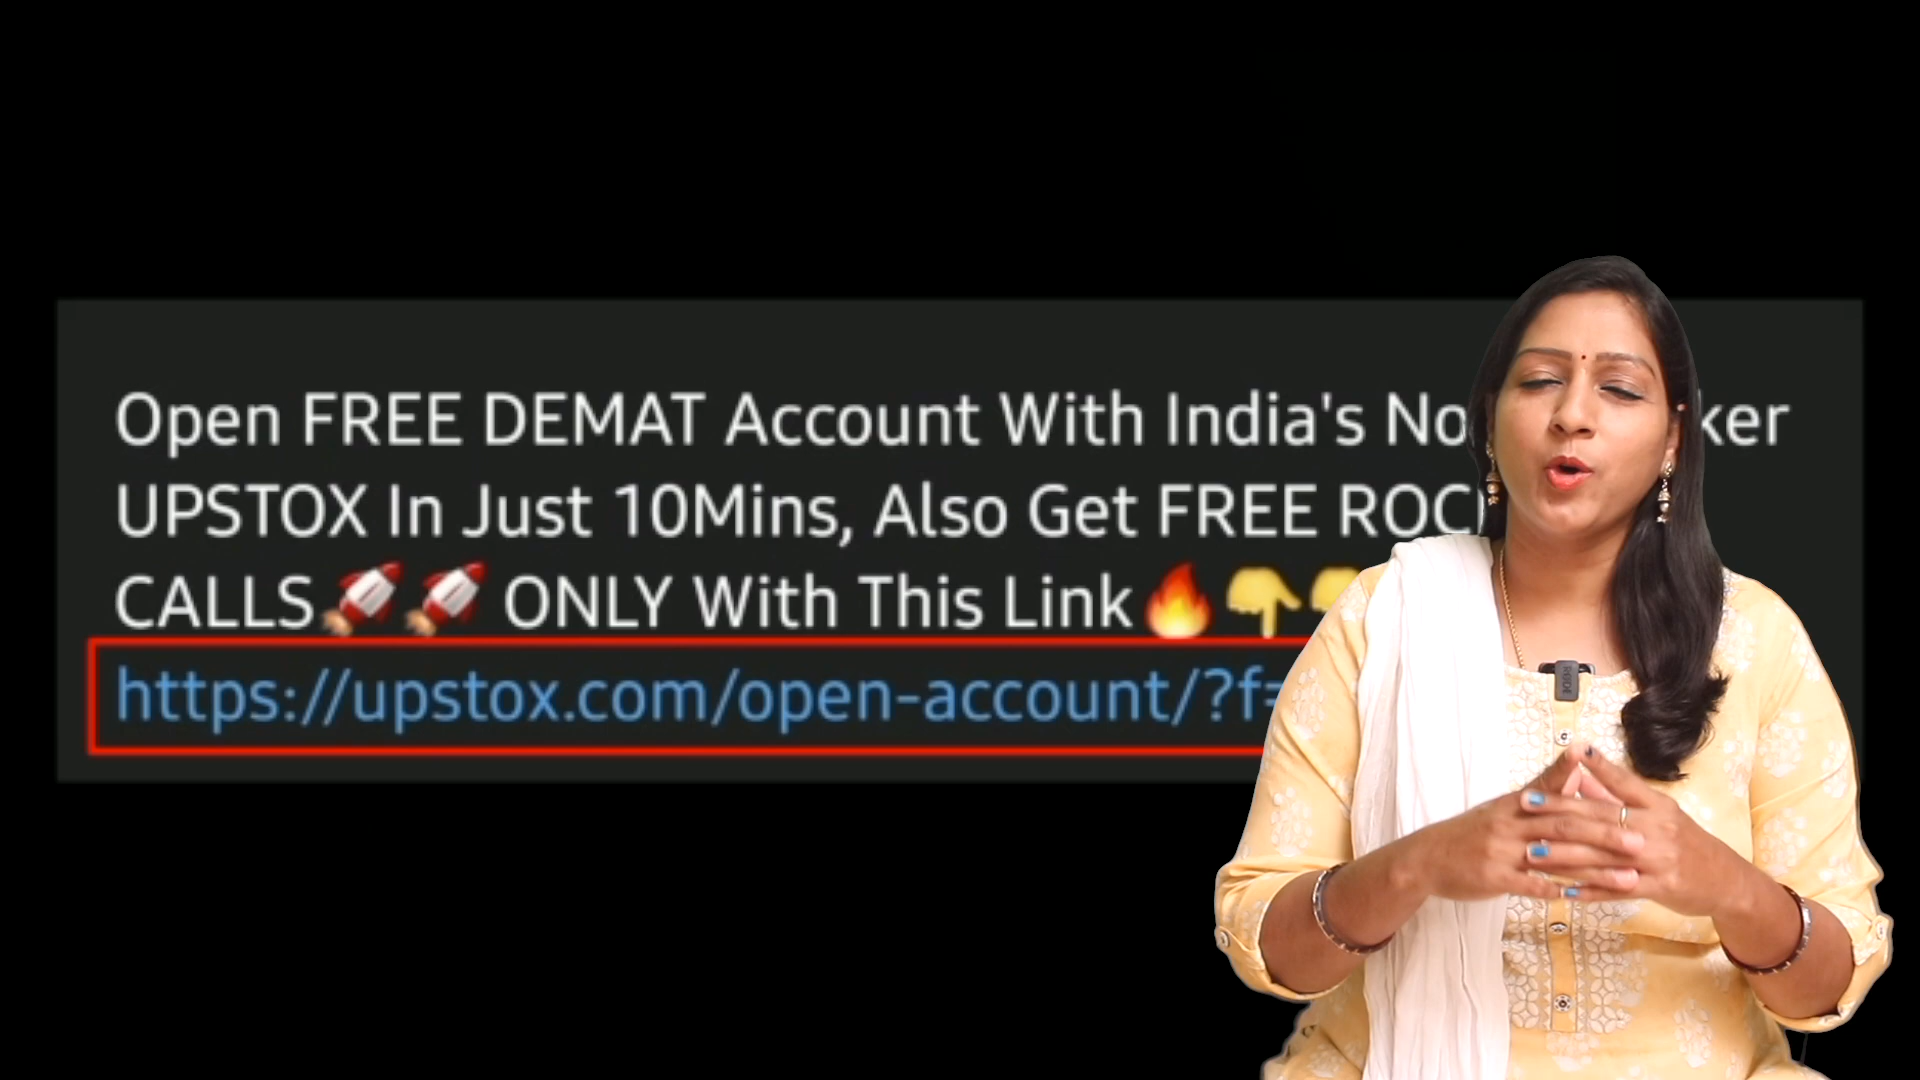 Open FREE DEMAT Account With India's No
UPSTOX In Just 10Mins, Also Get FREE
CALLS🚀🚀 ONLY With This Link🔥👇👇
https://upstox.com/open-account/?f=
RODE